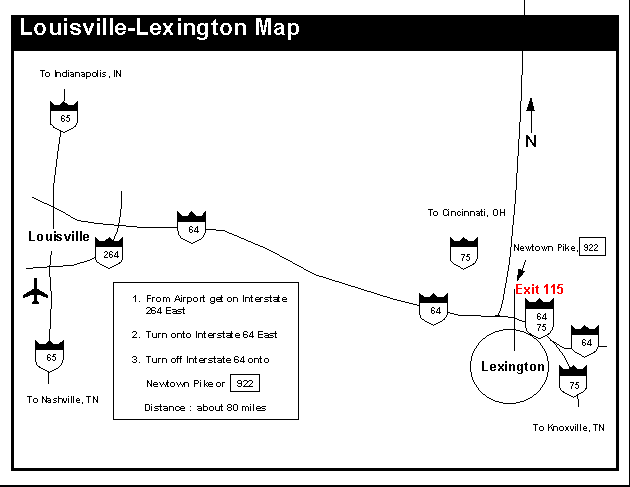 Louisville-Lexington Map
To Indianapolis, IN
65
N
To Cincinnati, OH
64
Louisville
264
75
Newtown Pike, 922
Exit 115
1. From Airport get on Interstate
264 East
2. Turn onto Interstate 64 East
3. Turn off Interstate 64 onto
Newtown Pike or 922
Distance : about 80 miles
64
64
75
64
65
Lexington
75
To Nashville, TN
To Knoxville, TN